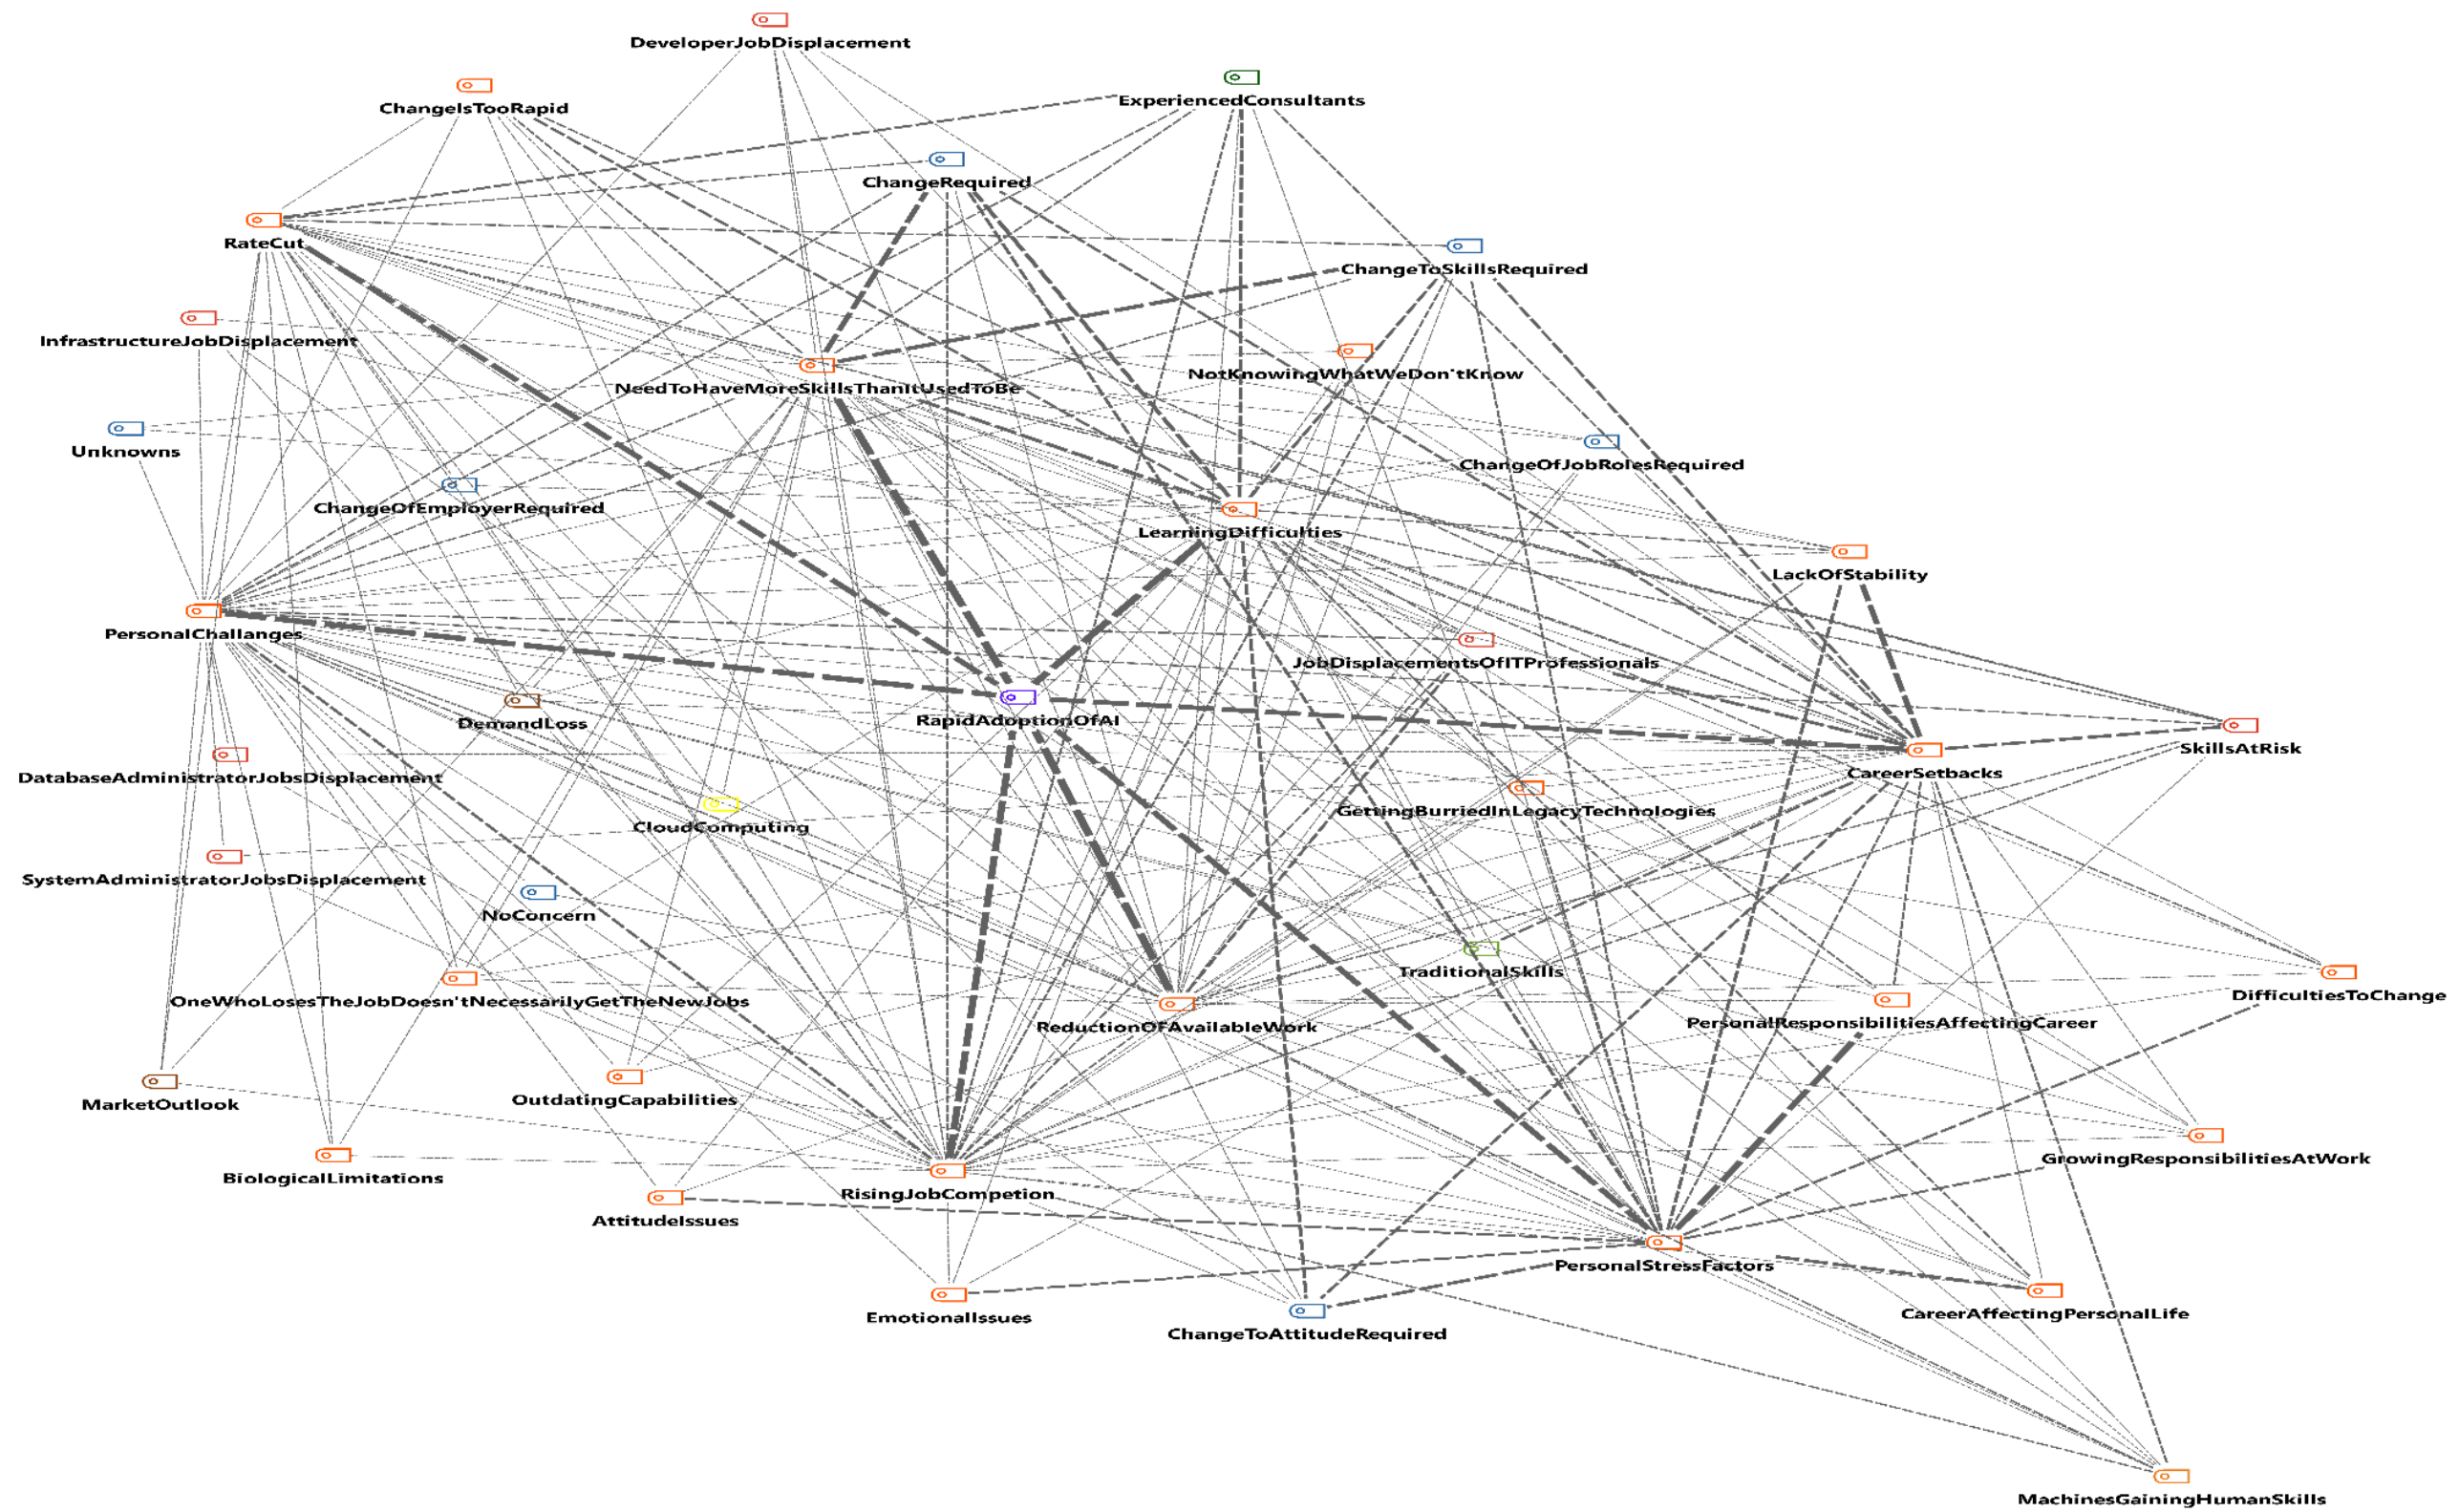 DeveloperJobDisplacement
ExperiencedConsultants
ChangeIsTooRapid
ChangeRequired
RateCut
ChangeToSkillsRequired
InfrastructureJobDisplacement
NotKnowingWhatWeDon'tKnow
NeedToHaveMoreSkillsThanItUsedToBe
Unknowns
ChangeOfJobRolesRequired
ChangeOfEmployerRequired
LearningDifficulties
LackOfStability
PersonalChallanges
JobDisplacementsOfITProfessionals
DemandLoss
RapidAdoptionOfAI
SkillsAtRisk
DatabaseAdministratorJobsDisplacement
CareerSetbacks
CloudComputing
GettingBurriedInLegacyTechnologies
SystemAdministratorJobsDisplacement
NoConcern
TraditionalSkills
OneWhoLosesTheJobDoesn'tNecessarilyGetTheNewJobs
DifficultiesToChange
ReductionOfAvailableWork
PersonalResponsibilitiesAffectingCareer
MarketOutlook
OutdatingCapabilities
GrowingResponsibilitiesAtWork
BiologicalLimitations
RisingJobCompetion
AttitudeIssues
PersonalStressFactors
EmotionalIssues
CareerAffectingPersonalLife
ChangeToAttitudeRequired
MachinesGainingHumanSkills